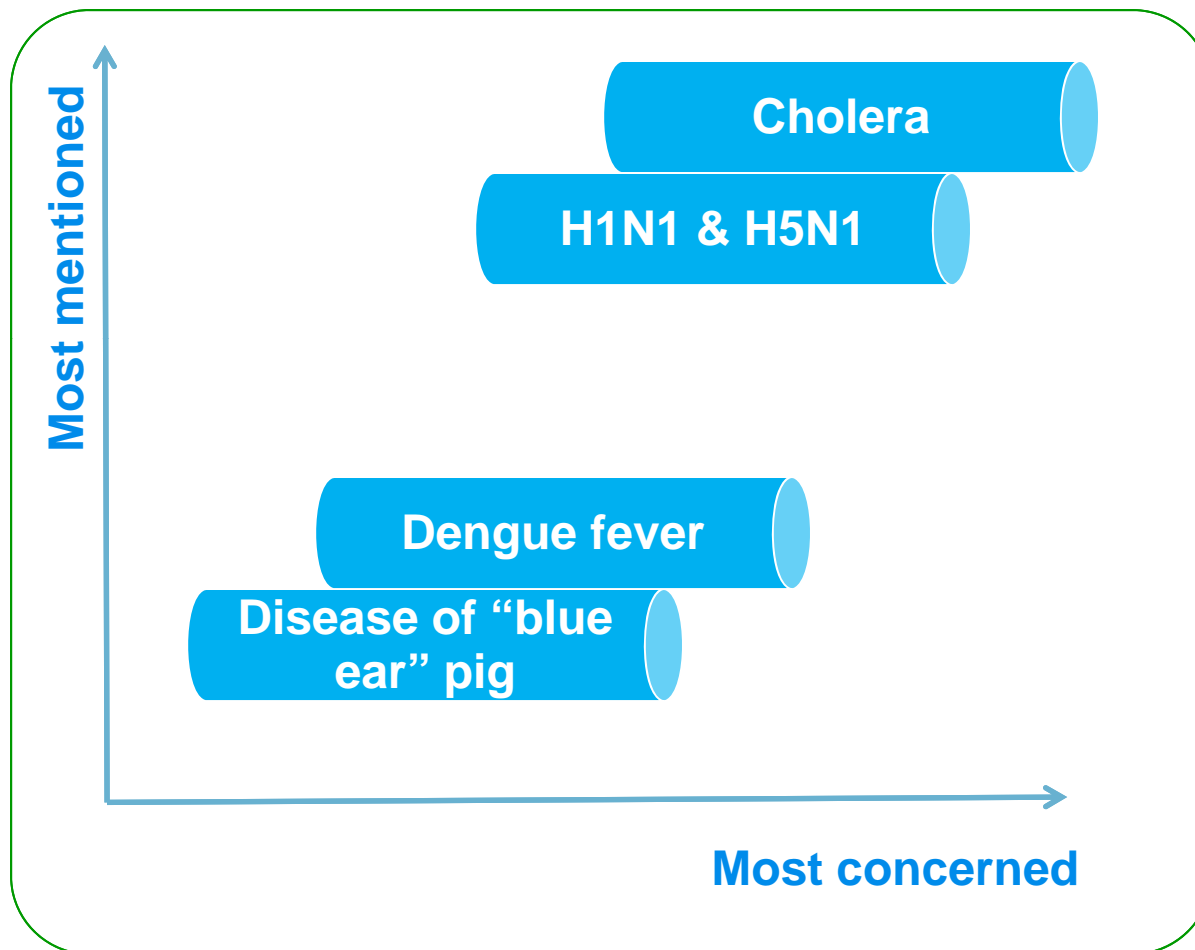 Most mentioned
Cholera
H1N1 & H5N1
Dengue fever
Disease of “blue
ear” pig
Most concerned